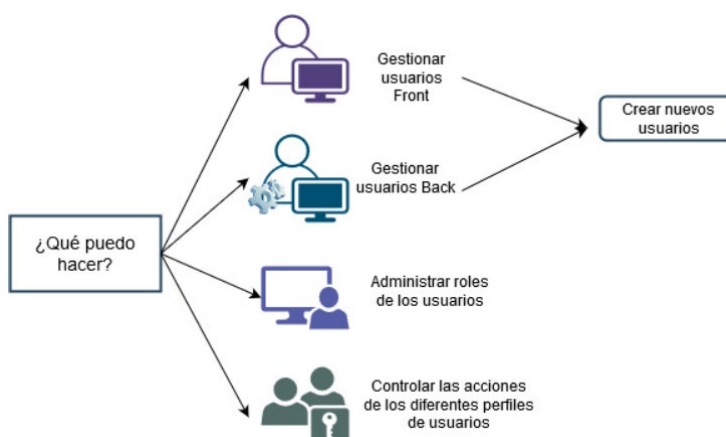 ¿Qué puedo
hacer?
Gestionar
usuarios
Front
Gestionar
usuarios Back
Administrar roles
de los usuarios
Controlar las acciones
de los diferentes perfiles
de usuarios
Crear nuevos
usuarios